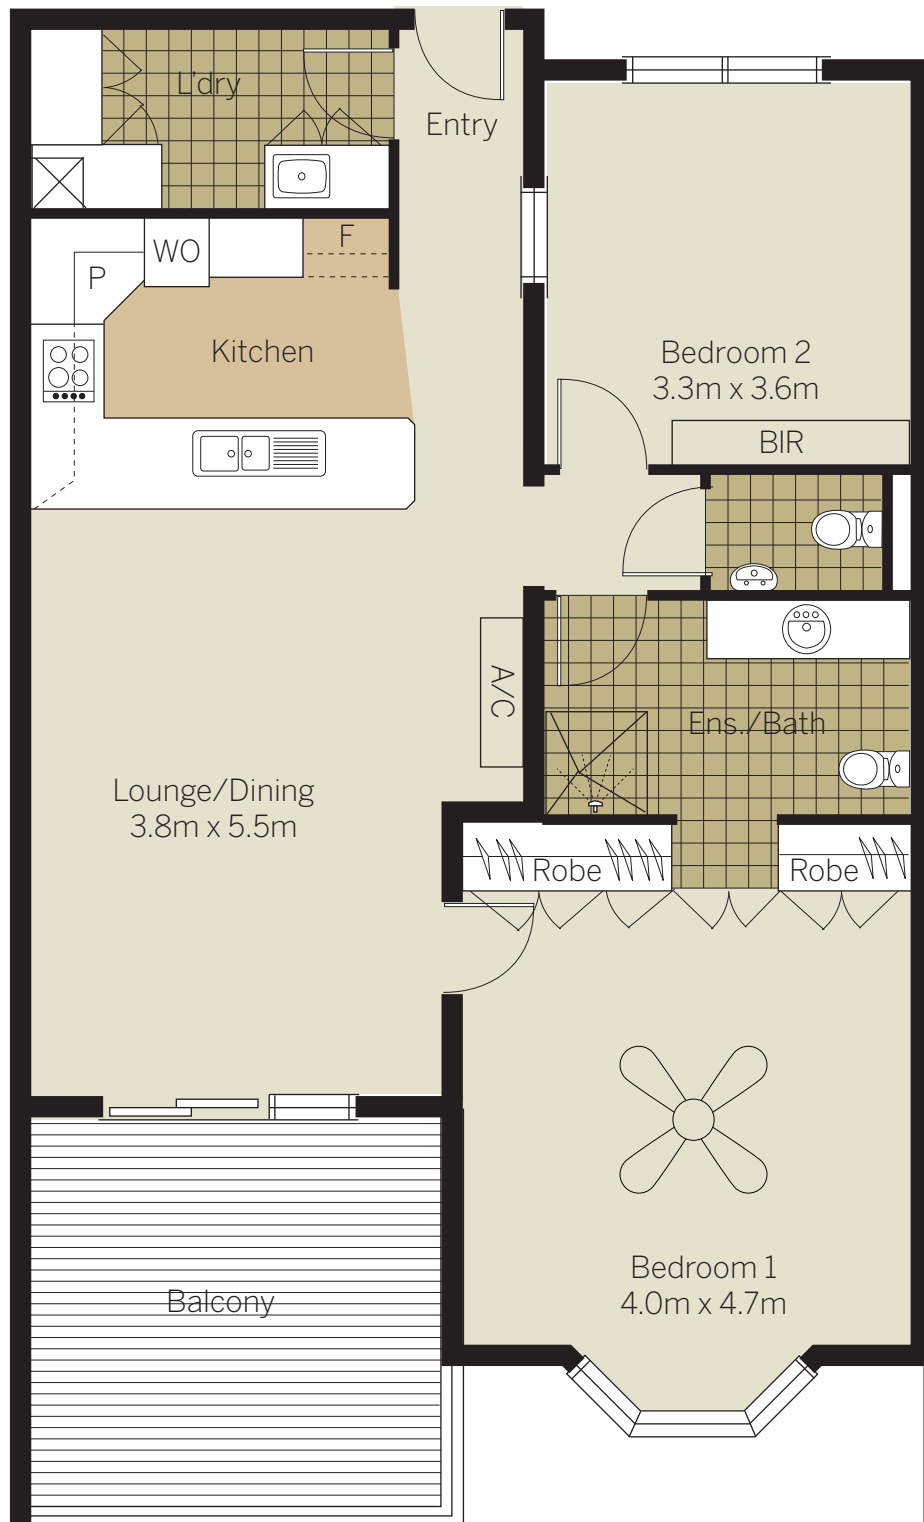 L'dry
Entry
F
WO
P
Kitchen
Bedroom 2
3.3m x 3.6m
BIR
A/C
Ens./Bath
Lounge/Dining
3.8m x 5.5m
Robe
Robe
Bedroom 1
4.0m x 4.7m
Balcony